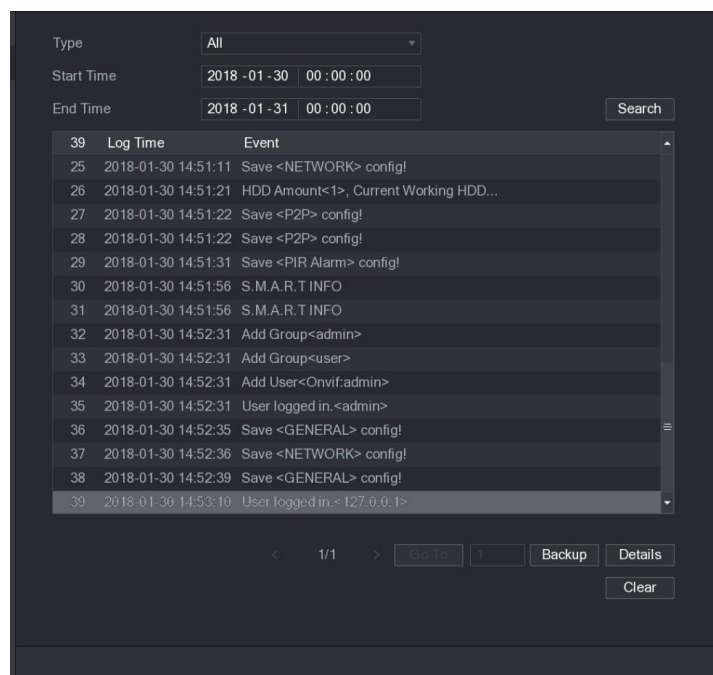 Type All
Start Time 2018 -01 -30 00 : 00 : 00
End Time 2018 -01 -31 00 : 00 : 00 Search
39 Log Time Event
25 2018-01-30 14:51:11 Save <NETWORK> config!
26 2018-01-30 14:51:21 HDD Amount<1>, Current Working HDD...
27 2018-01-30 14:51:22 Save <P2P> config!
28 2018-01-30 14:51:22 Save <P2P> config!
29 2018-01-30 14:51:31 Save <PIR Alarm> config!
30 2018-01-30 14:51:56 S.M.A.R.T INFO
31 2018-01-30 14:51:56 S.M.A.R.T INFO
32 2018-01-30 14:52:31 Add Group<admin>
33 2018-01-30 14:52:31 Add Group<user>
34 2018-01-30 14:52:31 Add User<Onvif:admin>
35 2018-01-30 14:52:31 User logged in.<admin>
36 2018-01-30 14:52:35 Save <GENERAL> config!
37 2018-01-30 14:52:36 Save <NETWORK> config!
38 2018-01-30 14:52:39 Save <GENERAL> config!
39 2018-01-30 14:53:10 User logged in.<127.0.0.1>
< 1/1 > Go To 1 Backup Details
Clear